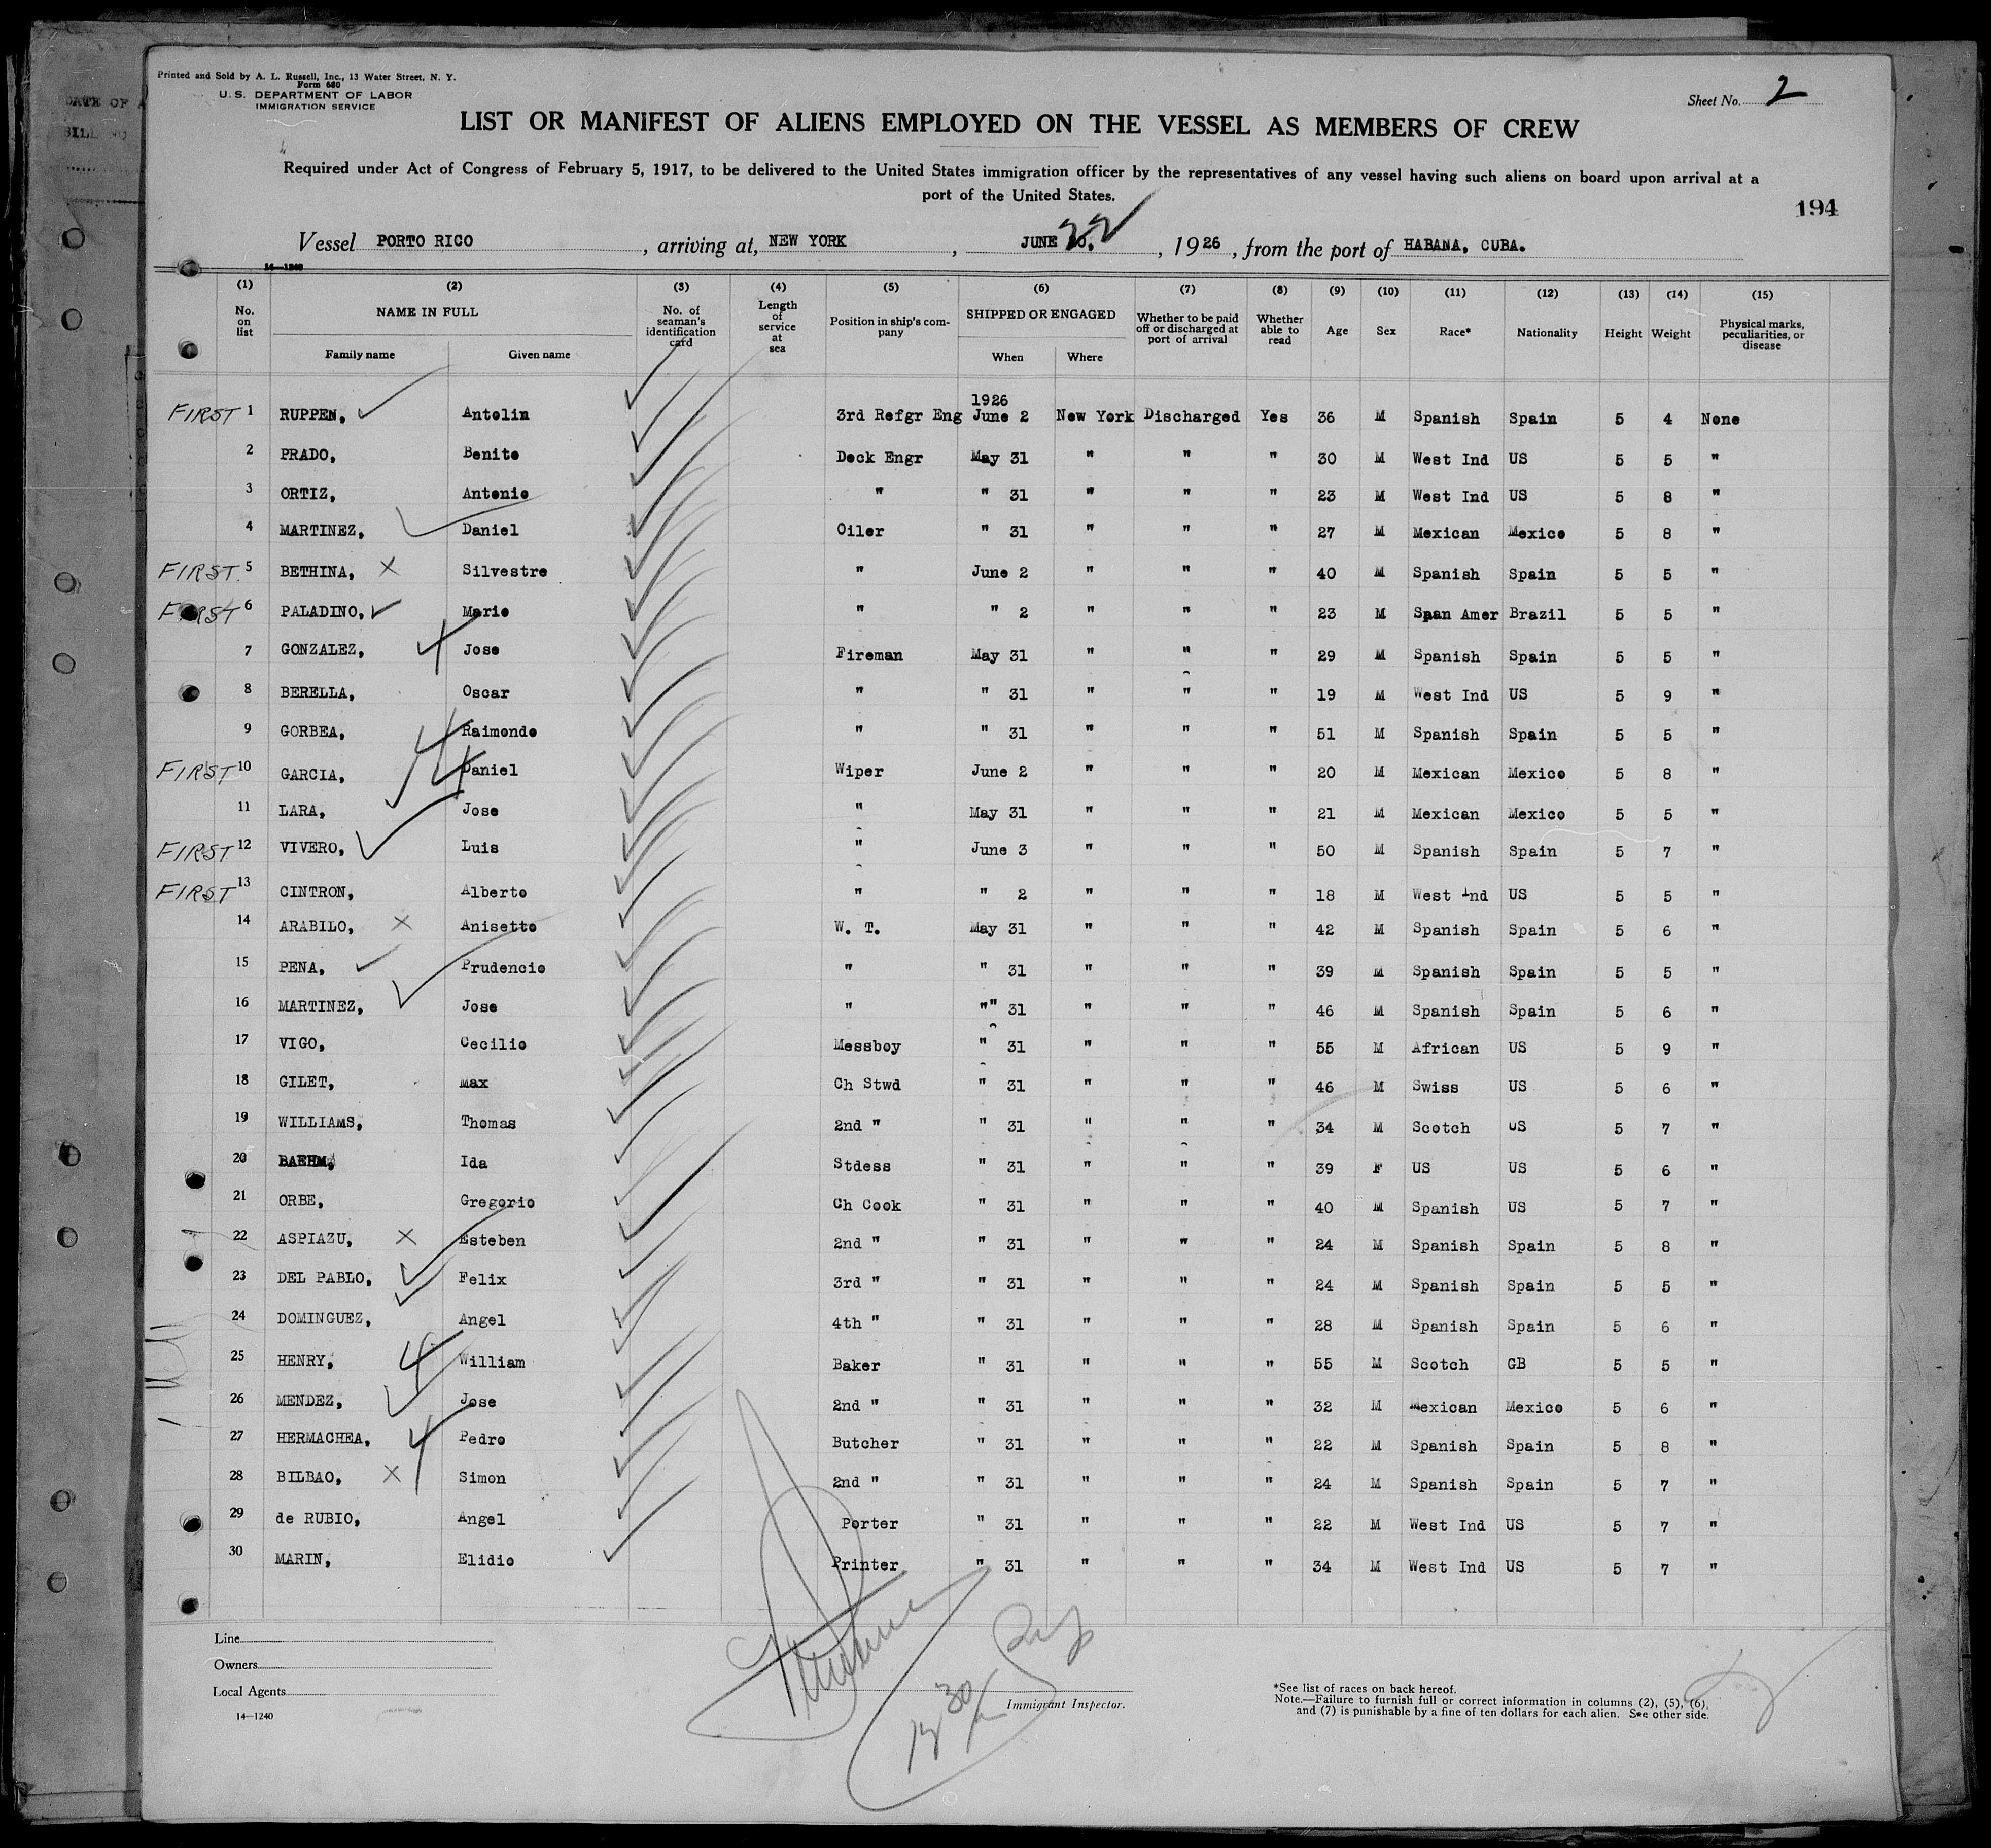 Printed and Sold by A. L. Russell, Inc., 13 Water Street, N. Y.
Form 680
U. S. DEPARTMENT OF LABOR
IMMIGRATION SERVICE
Sheet No. 2
LIST OR MANIFEST OF ALIENS EMPLOYED ON THE VESSEL AS MEMBERS OF CREW
Required under Act of Congress of February 5, 1917, to be delivered to the United States immigration officer by the representatives of any vessel having such aliens on board upon arrival at a
port of the United States.
194
Vessel PORTO RICO, arriving at, NEW YORK, JUNE 22, 1926, from the port of HABANA, CUBA.
14—1240
(1) (2) (3) (4) (5) (6) (7) (8) (9) (10) (11) (12) (13) (14) (15)
No. on list NAME IN FULL Family name Given name No. of seaman's identification card Length of service at sea Position in ship's company SHIPPED OR ENGAGED When Where Whether to be paid off or discharged at port of arrival Whether able to read Age Sex Race* Nationality Height Weight Physical marks, peculiarities, or disease
1926
FIRST 1 RUPPEN, Antolin 3rd Refgr Eng June 2 New York Discharged Yes 36 M Spanish Spain 5 4 None
2 PRADO, Benito Deck Engr May 31 " " " 30 M West Ind US 5 5 "
3 ORTIZ, Antonio " " 31 " " " 23 M West Ind US 5 8 "
4 MARTINEZ, Daniel Oiler " 31 " " " 27 M Mexican Mexico 5 8 "
FIRST. 5 BETHINA, X Silvestre " June 2 " " " 40 M Spanish Spain 5 5 "
FIRST 6 PALADINO, Mario " " 2 " " " 23 M Span Amer Brazil 5 5 "
7 GONZALEZ, Jose Fireman May 31 " " " 29 M Spanish Spain 5 5 "
8 BERELLA, Oscar " " 31 " " " 19 M West Ind US 5 9 "
9 GORBEA, Raimondo " " 31 " " " 51 M Spanish Spain 5 5 "
FIRST 10 GARCIA, Daniel Wiper June 2 " " " 20 M Mexican Mexico 5 8 "
11 LARA, Jose " May 31 " " " 21 M Mexican Mexico 5 5 "
FIRST 12 VIVERO, Luis " June 3 " " " 50 M Spanish Spain 5 7 "
FIRST 13 CINTRON, Alberto " " 2 " " " 18 M West Ind US 5 5 "
14 ARABILO, X Anisetto W. T. May 31 " " " 42 M Spanish Spain 5 6 "
15 PENA, Prudencio " " 31 " " " 39 M Spanish Spain 5 5 "
16 MARTINEZ, Jose " "" 31 " " " 46 M Spanish Spain 5 6 "
17 VIGO, Cecilio Messboy " 31 " " " 55 M African US 5 9 "
18 GILET, Max Ch Stwd " 31 " " " 46 M Swiss US 5 6 "
19 WILLIAMS, Thomas 2nd " " 31 " " " 34 M Scotch US 5 7 "
20 BAEHM, Ida Stdess " 31 " " " 39 F US US 5 6 "
21 ORBE, Gregorio Ch Cook " 31 " " " 40 M Spanish US 5 7 "
22 ASPIAZU, X Esteben 2nd " " 31 " " " 24 M Spanish Spain 5 8 "
23 DEL PABLO, Felix 3rd " " 31 " " " 24 M Spanish Spain 5 5 "
24 DOMINGUEZ, Angel 4th " " 31 " " " 28 M Spanish Spain 5 6 "
25 HENRY, William Baker " 31 " " " 55 M Scotch GB 5 5 "
26 MENDEZ, Jose 2nd " " 31 " " " 32 M Mexican Mexico 5 6 "
27 HERMACHEA, Pedro Butcher " 31 " " " 22 M Spanish Spain 5 8 "
28 BILBAO, X Simon 2nd " " 31 " " " 24 M Spanish Spain 5 7 "
29 de RUBIO, Angel Porter " 31 " " " 22 M West Ind US 5 7 "
30 MARIN, Elidio Printer " 31 " " " 34 M West Ind US 5 7 "
Line
Owners
Local Agents
14—1240
Immigrant Inspector.
*See list of races on back hereof.
Note.—Failure to furnish full or correct information in columns (2), (5), (6),
and (7) is punishable by a fine of ten dollars for each alien. See other side.